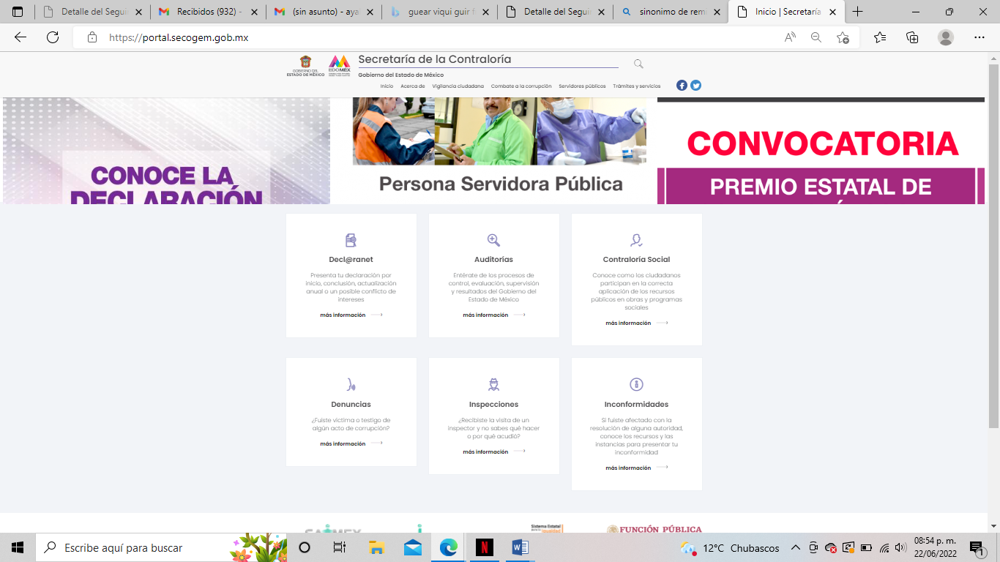 Detalle del Segui
Recibidos (932) -
(sin asunto) - aya
guear viqui guir f
Detalle del Segui
sinonimo de rem
Inicio | Secretaría
https://portal.secogem.gob.mx
GOBIERNO DEL
ESTADO DE MÉXICO
EDOMÉX
Secretaría de la Contraloría
Gobierno del Estado de México
Inicio Acerca de Vigilancia ciudadana Combate a la corrupción Servidores públicos Trámites y servicios
CONOCE LA
DECLARACIÓN
Persona Servidora Pública
CONVOCATORIA
PREMIO ESTATAL DE
Decl@ranet
Presenta tu declaración por
inicio, conclusión, actualización
anual o un posible conflicto de
intereses
más información
Auditorías
Entérate de los procesos de
control, evaluación, supervisión
y resultados del Gobierno del
Estado de México
más información
Contraloría Social
Conoce como los ciudadanos
participan en la correcta
aplicación de los recursos
públicos en obras y programas
sociales
más información
Denuncias
¿Fuiste victima o testigo de
algún acto de corrupción?
más información
Inspecciones
¿Recibiste la visita de un
inspector y no sabes qué hacer
o por qué acudió?
más información
Inconformidades
Si fuiste afectado con la
resolución de alguna autoridad,
conoce los recursos y las
instancias para presentar tu
inconformidad
más información
Sistema Estatal
Igualdad
FUNCIÓN PÚBLICA
Escribe aquí para buscar
12°C Chubascos
08:54 p. m.
22/06/2022
1